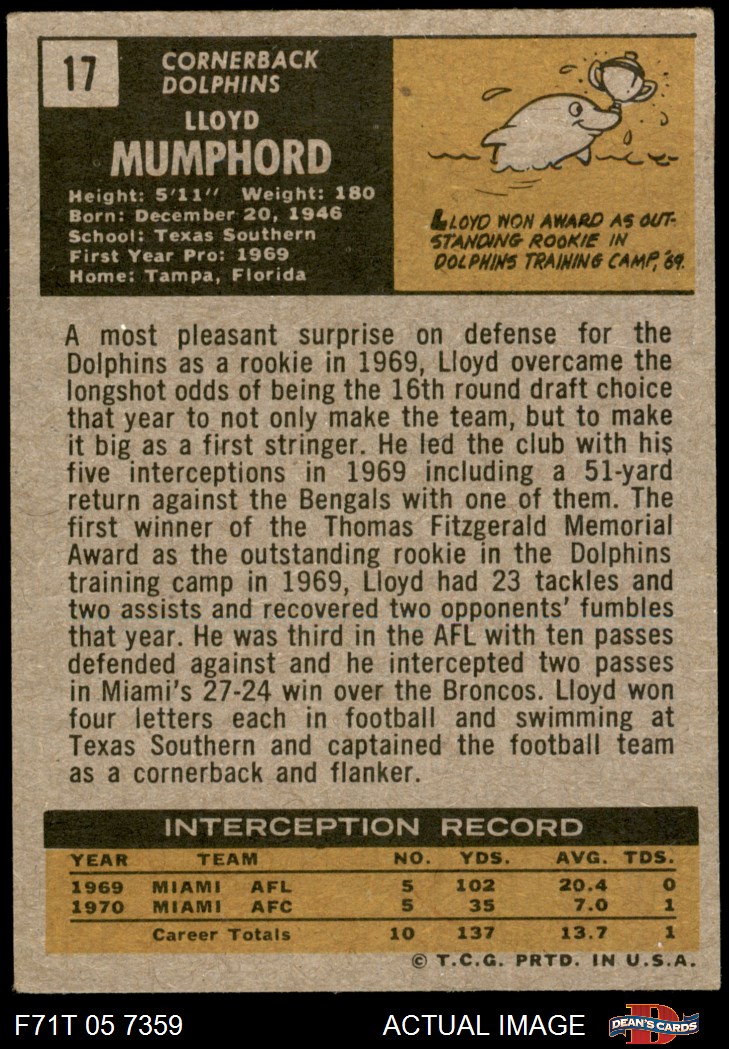 17
CORNERBACK
DOLPHINS
LLOYD
MUMPHORD
Height: 5'11" Weight: 180
Born: December 20, 1946
School: Texas Southern
First Year Pro: 1969
Home: Tampa, Florida
LLOYD WON AWARD AS OUT-
STANDING ROOKIE IN
DOLPHINS TRAINING CAMP, '69.
A most pleasant surprise on defense for the
Dolphins as a rookie in 1969, Lloyd overcame the
longshot odds of being the 16th round draft choice
that year to not only make the team, but to make
it big as a first stringer. He led the club with his
five interceptions in 1969 including a 51-yard
return against the Bengals with one of them. The
first winner of the Thomas Fitzgerald Memorial
Award as the outstanding rookie in the Dolphins
training camp in 1969, Lloyd had 23 tackles and
two assists and recovered two opponents' fumbles
that year. He was third in the AFL with ten passes
defended against and he intercepted two passes
in Miami's 27-24 win over the Broncos. Lloyd won
four letters each in football and swimming at
Texas Southern and captained the football team
as a cornerback and flanker.
INTERCEPTION RECORD
YEAR TEAM NO. YDS. AVG. TDS.
1969 MIAMI AFL 5 102 20.4 0
1970 MIAMI AFC 5 35 7.0 1
Career Totals 10 137 13.7 1
© T.C.G. PRTD. IN U.S.A.
F71T 05 7359 ACTUAL IMAGE DEAN'S CARDS